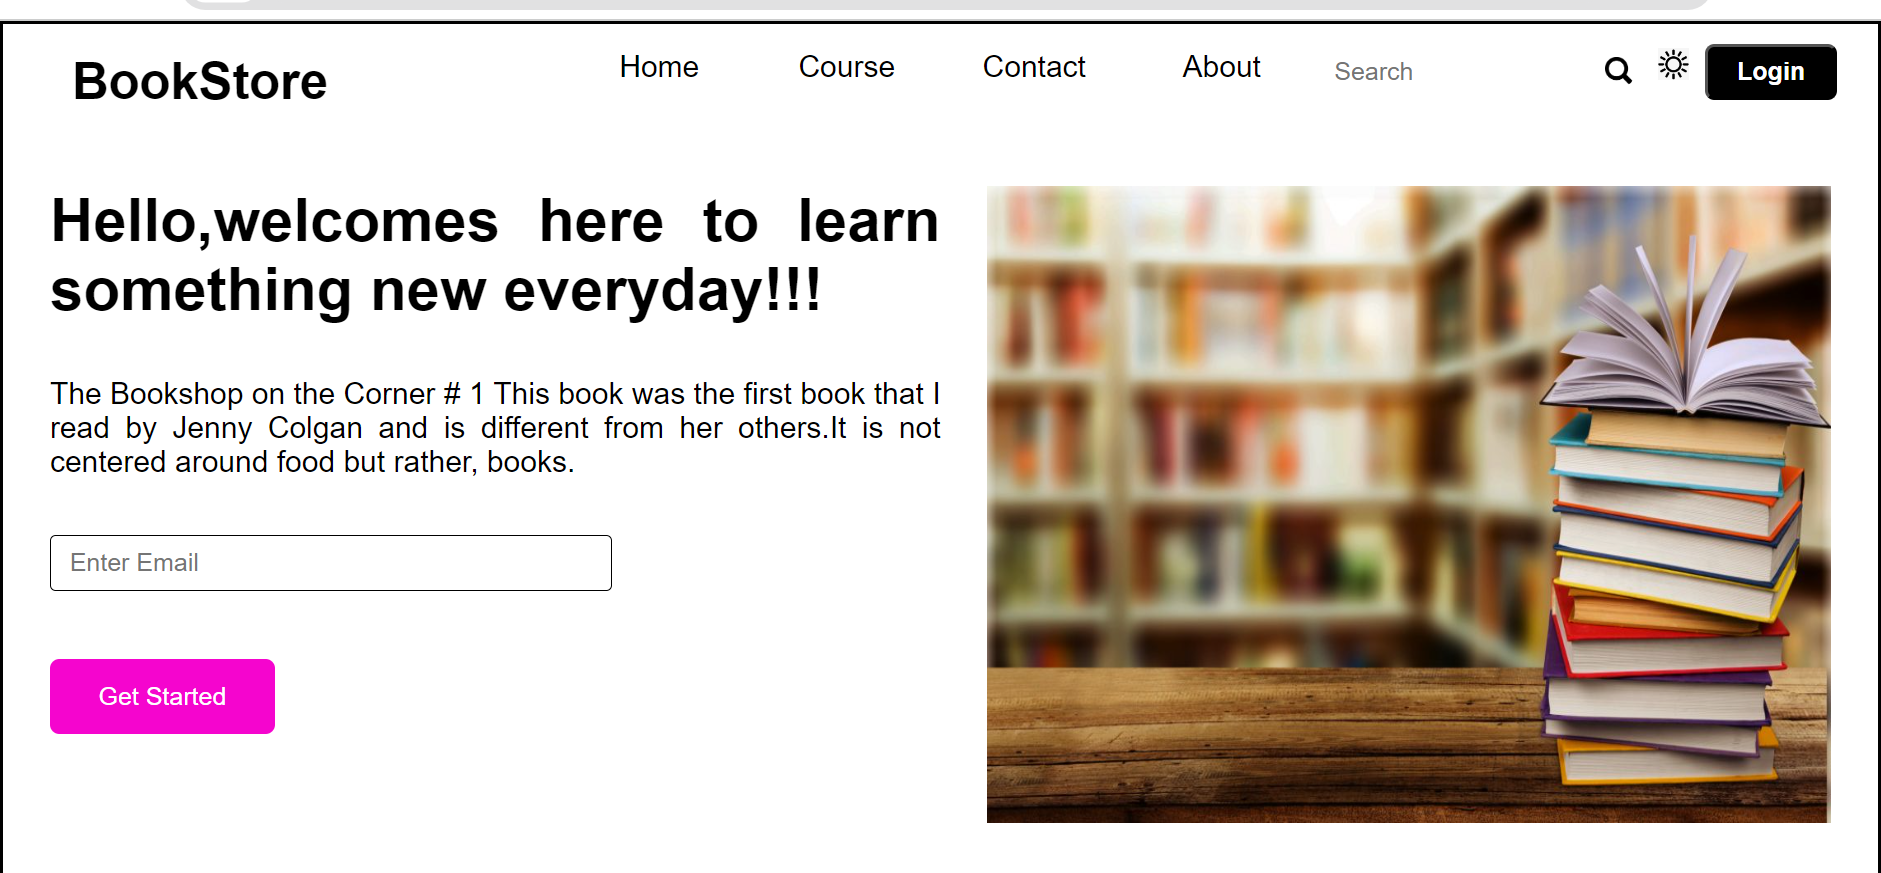 BookStore
Home
Course
Contact
About
Search
Login
Hello,welcomes here to learn
something new everyday!!!
The Bookshop on the Corner # 1 This book was the first book that I
read by Jenny Colgan and is different from her others.It is not
centered around food but rather, books.
Enter Email
Get Started